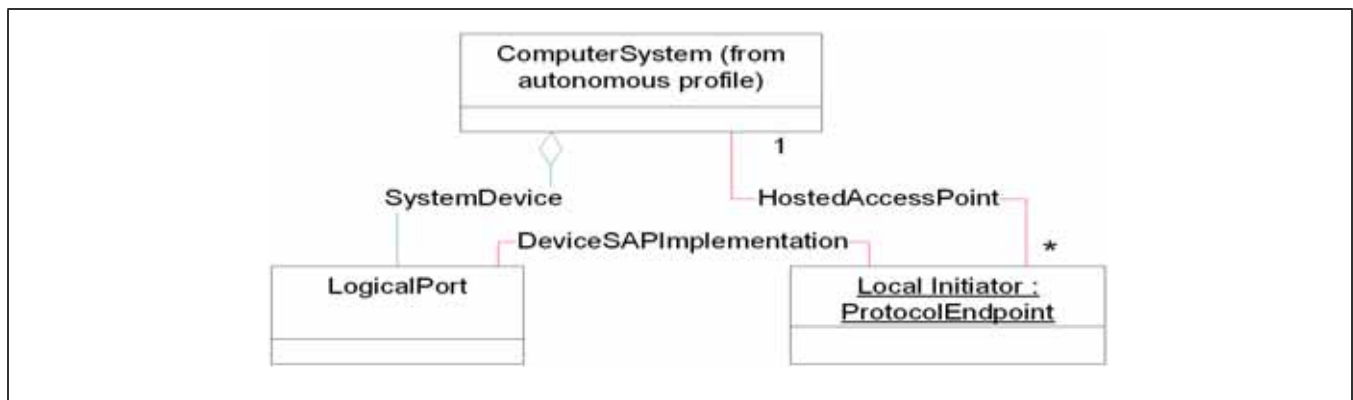 ComputerSystem (from
autonomous profile)
1
SystemDevice
HostedAccessPoint
DeviceSAPImplementation
*
LogicalPort
Local Initiator :
ProtocolEndpoint